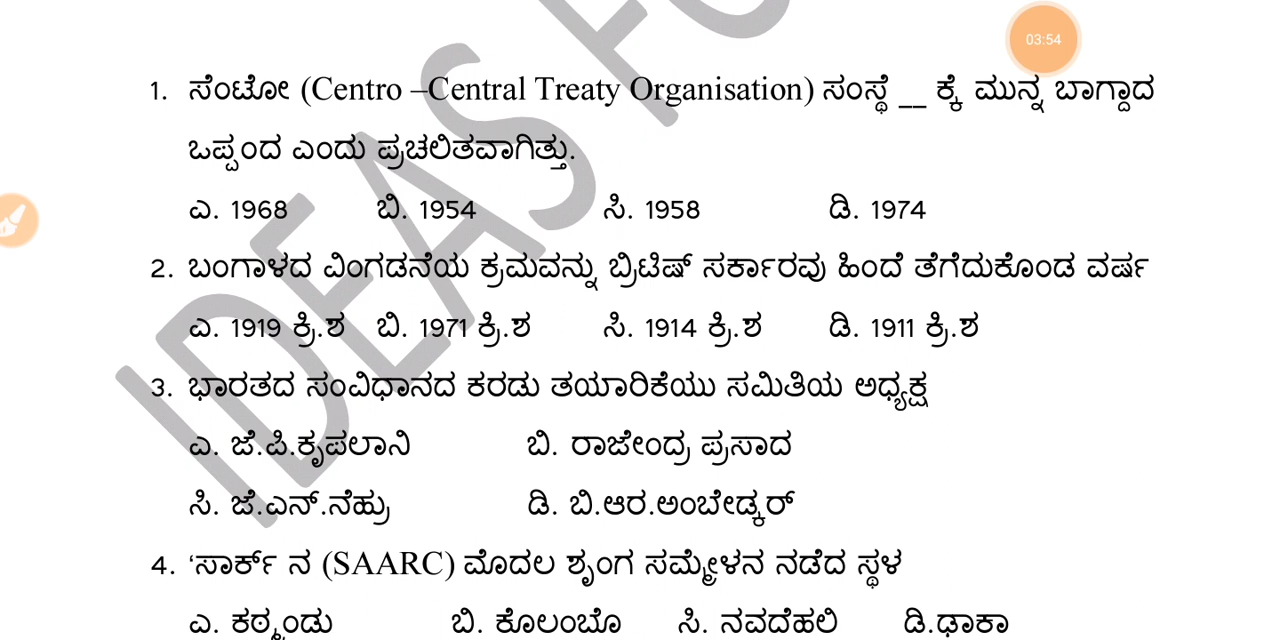 03:54
1. ಸೆಂಟೋ (Centro –Central Treaty Organisation) ಸಂಸ್ಥೆ __ ಕ್ಕೆ ಮುನ್ನ ಬಾಗ್ದಾದ
ಒಪ್ಪಂದ ಎಂದು ಪ್ರಚಲಿತವಾಗಿತ್ತು.
ಎ. 1968 ಬಿ. 1954 ಸಿ. 1958 ಡಿ. 1974
2. ಬಂಗಾಳದ ವಿಂಗಡನೆಯ ಕ್ರಮವನ್ನು ಬ್ರಿಟಿಷ್ ಸರ್ಕಾರವು ಹಿಂದೆ ತೆಗೆದುಕೊಂಡ ವರ್ಷ
ಎ. 1919 ಕ್ರಿ.ಶ ಬಿ. 1971 ಕ್ರಿ.ಶ ಸಿ. 1914 ಕ್ರಿ.ಶ ಡಿ. 1911 ಕ್ರಿ.ಶ
3. ಭಾರತದ ಸಂವಿಧಾನದ ಕರಡು ತಯಾರಿಕೆಯು ಸಮಿತಿಯ ಅಧ್ಯಕ್ಷ
ಎ. ಜೆ.ಪಿ.ಕೃಪಲಾನಿ ಬಿ. ರಾಜೇಂದ್ರ ಪ್ರಸಾದ
ಸಿ. ಜೆ.ಎನ್.ನೆಹ್ರು ಡಿ. ಬಿ.ಆರ.ಅಂಬೇಡ್ಕರ್
4. ‘ಸಾರ್ಕ್ ನ (SAARC) ಮೊದಲ ಶೃಂಗ ಸಮ್ಮೇಳನ ನಡೆದ ಸ್ಥಳ
ಎ. ಕಠ್ಮಂಡು ಬಿ. ಕೊಲಂಬೊ ಸಿ. ನವದೆಹಲಿ ಡಿ.ಢಾಕಾ
IDEAS FO